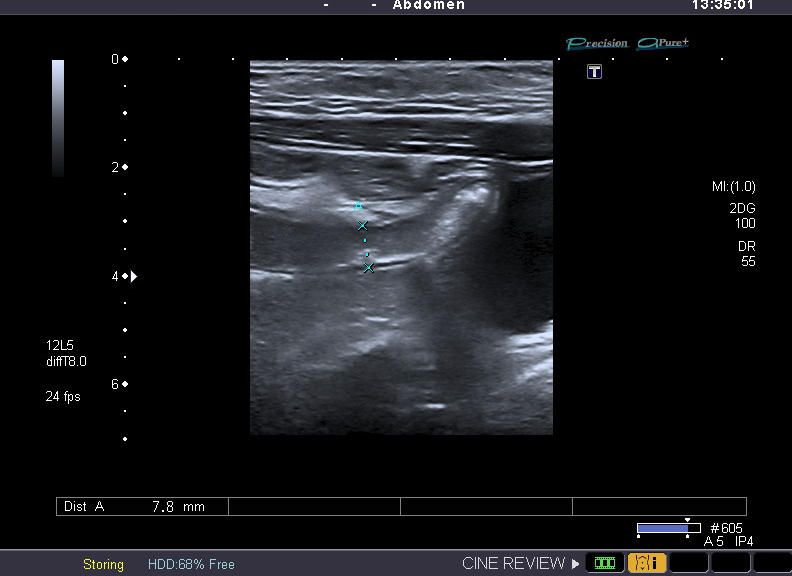 - - Abdomen 13:35:01
Precision aPure+
T
0
2
4
6
MI:(1.0)
2DG
100
DR
55
12L5
diffT8.0
24 fps
A
Dist A 7.8 mm
#605
A 5 IP4
Storing HDD:68% Free CINE REVIEW
i